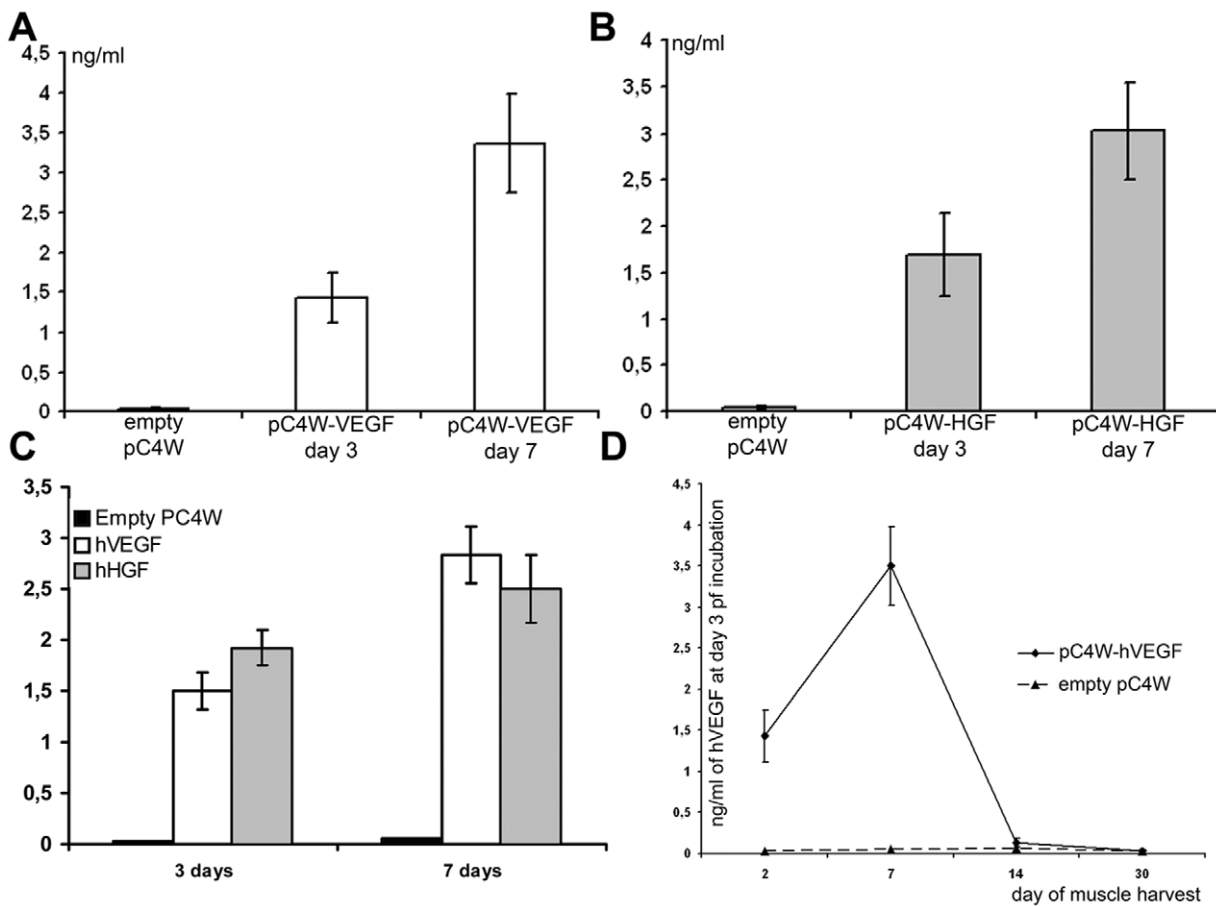 A
ng/ml
4,5
4
3,5
3
2,5
2
1,5
1
0,5
0
empty
pC4W
pC4W-VEGF
day 3
pC4W-VEGF
day 7
B
ng/ml
4
3,5
3
2,5
2
1,5
1
0,5
0
empty
pC4W
pC4W-HGF
day 3
pC4W-HGF
day 7
C
3,5
3
2,5
2
1,5
1
0,5
0
Empty PC4W
hVEGF
hHGF
3 days
7 days
D
ng/ml of hVEGF at day 3 pf incubation
4,5
4
3,5
3
2,5
2
1,5
1
0,5
0
pC4W-hVEGF
empty pC4W
2
7
14
30
day of muscle harvest